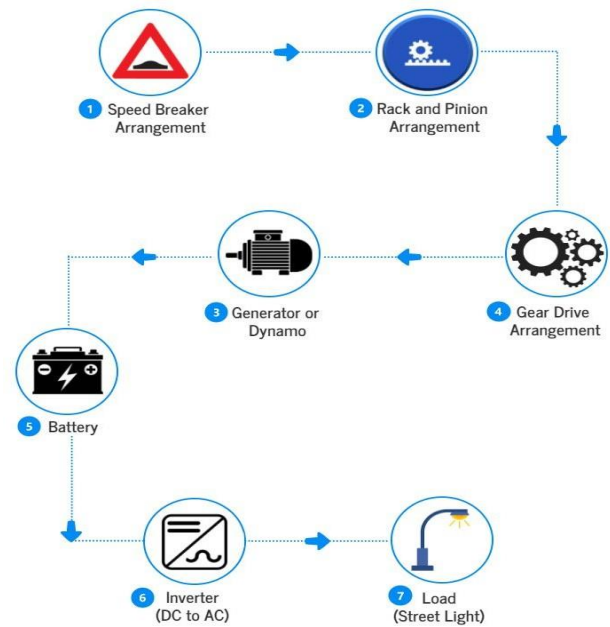 1 Speed Breaker
Arrangement
2 Rack and Pinion
Arrangement
3 Generator or
Dynamo
4 Gear Drive
Arrangement
5 Battery
6 Inverter
(DC to AC)
7 Load
(Street Light)